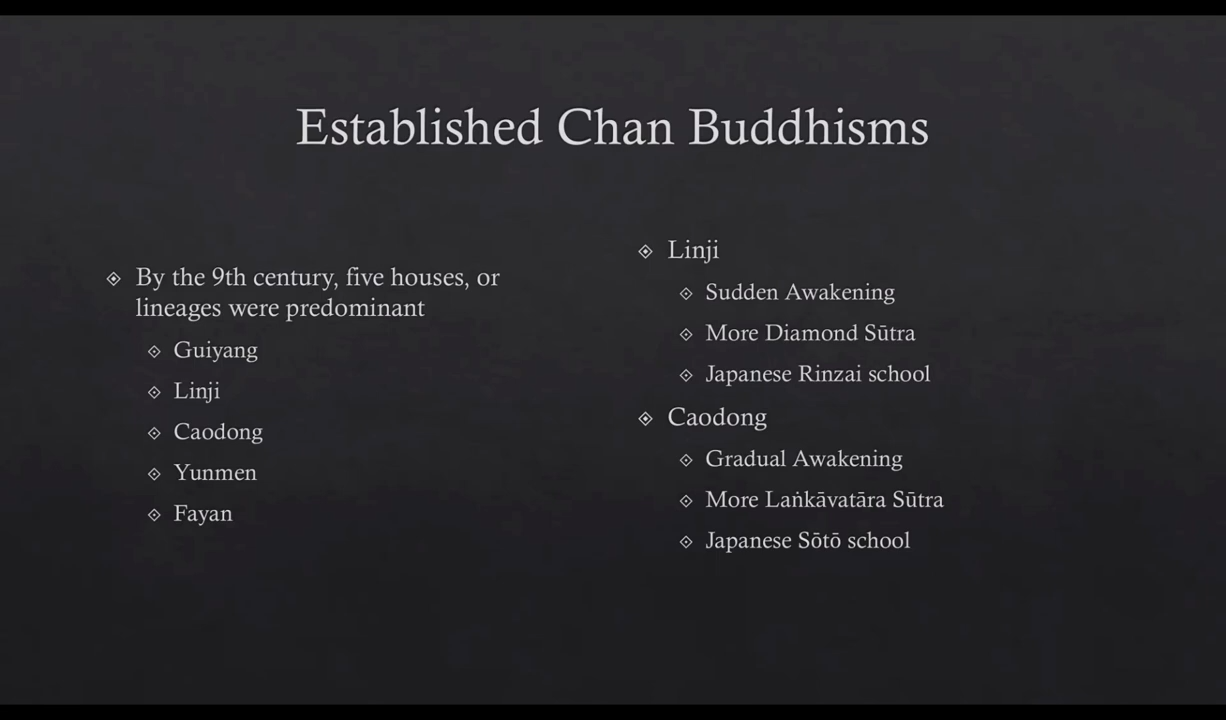 Established Chan Buddhisms
By the 9th century, five houses, or
lineages were predominant
Guiyang
Linji
Caodong
Yunmen
Fayan
Linji
Sudden Awakening
More Diamond Sūtra
Japanese Rinzai school
Caodong
Gradual Awakening
More Laṅkāvatāra Sūtra
Japanese Sōtō school